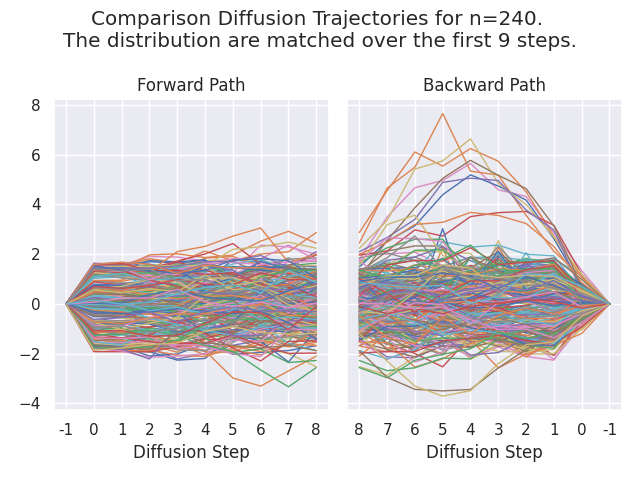 Comparison Diffusion Trajectories for n=240.
The distribution are matched over the first 9 steps.
Forward Path
Backward Path
8
6
4
2
0
−2
−4
-1 0 1 2 3 4 5 6 7 8
8 7 6 5 4 3 2 1 0 -1
Diffusion Step
Diffusion Step